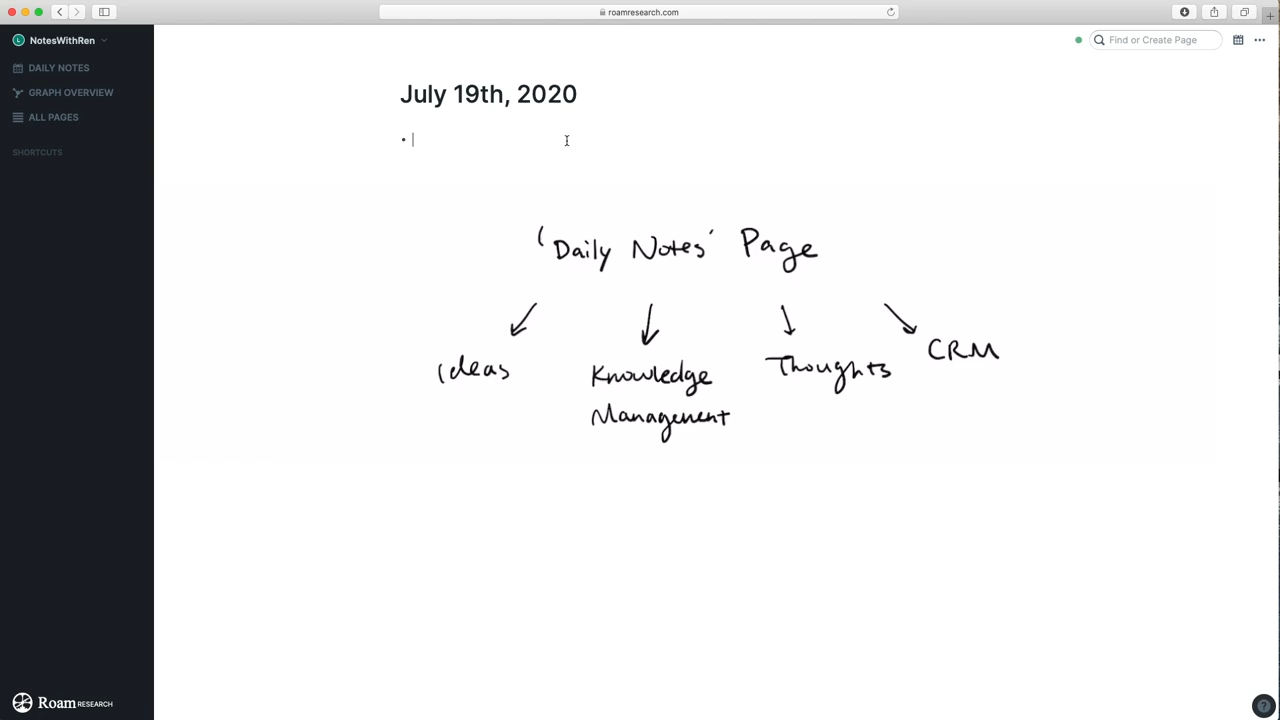 roamresearch.com
NotesWithRen
Find or Create Page
DAILY NOTES
GRAPH OVERVIEW
ALL PAGES
SHORTCUTS
July 19th, 2020
'Daily Notes' Page
Ideas
Knowledge
Management
Thoughts
CRM
Roam RESEARCH
?